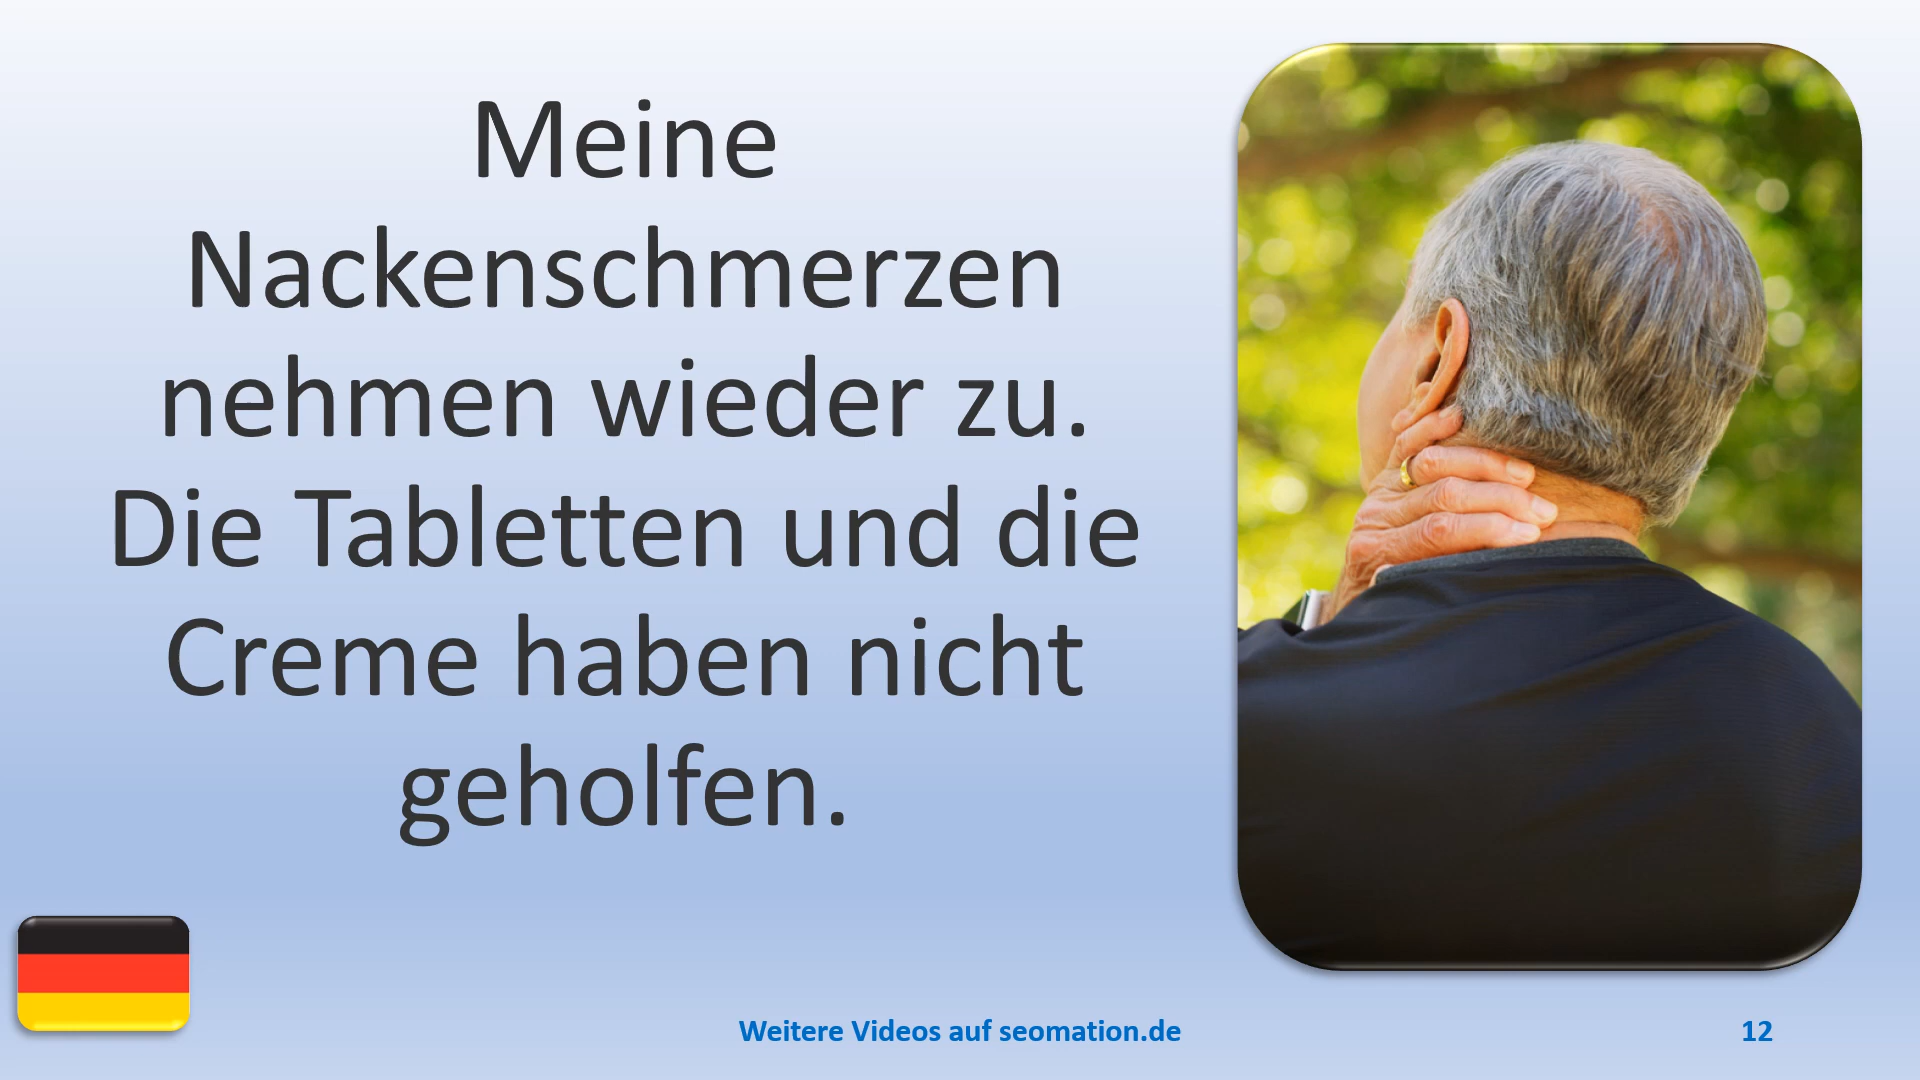 Meine
Nackenschmerzen
nehmen wieder zu.
Die Tabletten und die
Creme haben nicht
geholfen.
Weitere Videos auf seomation.de
12